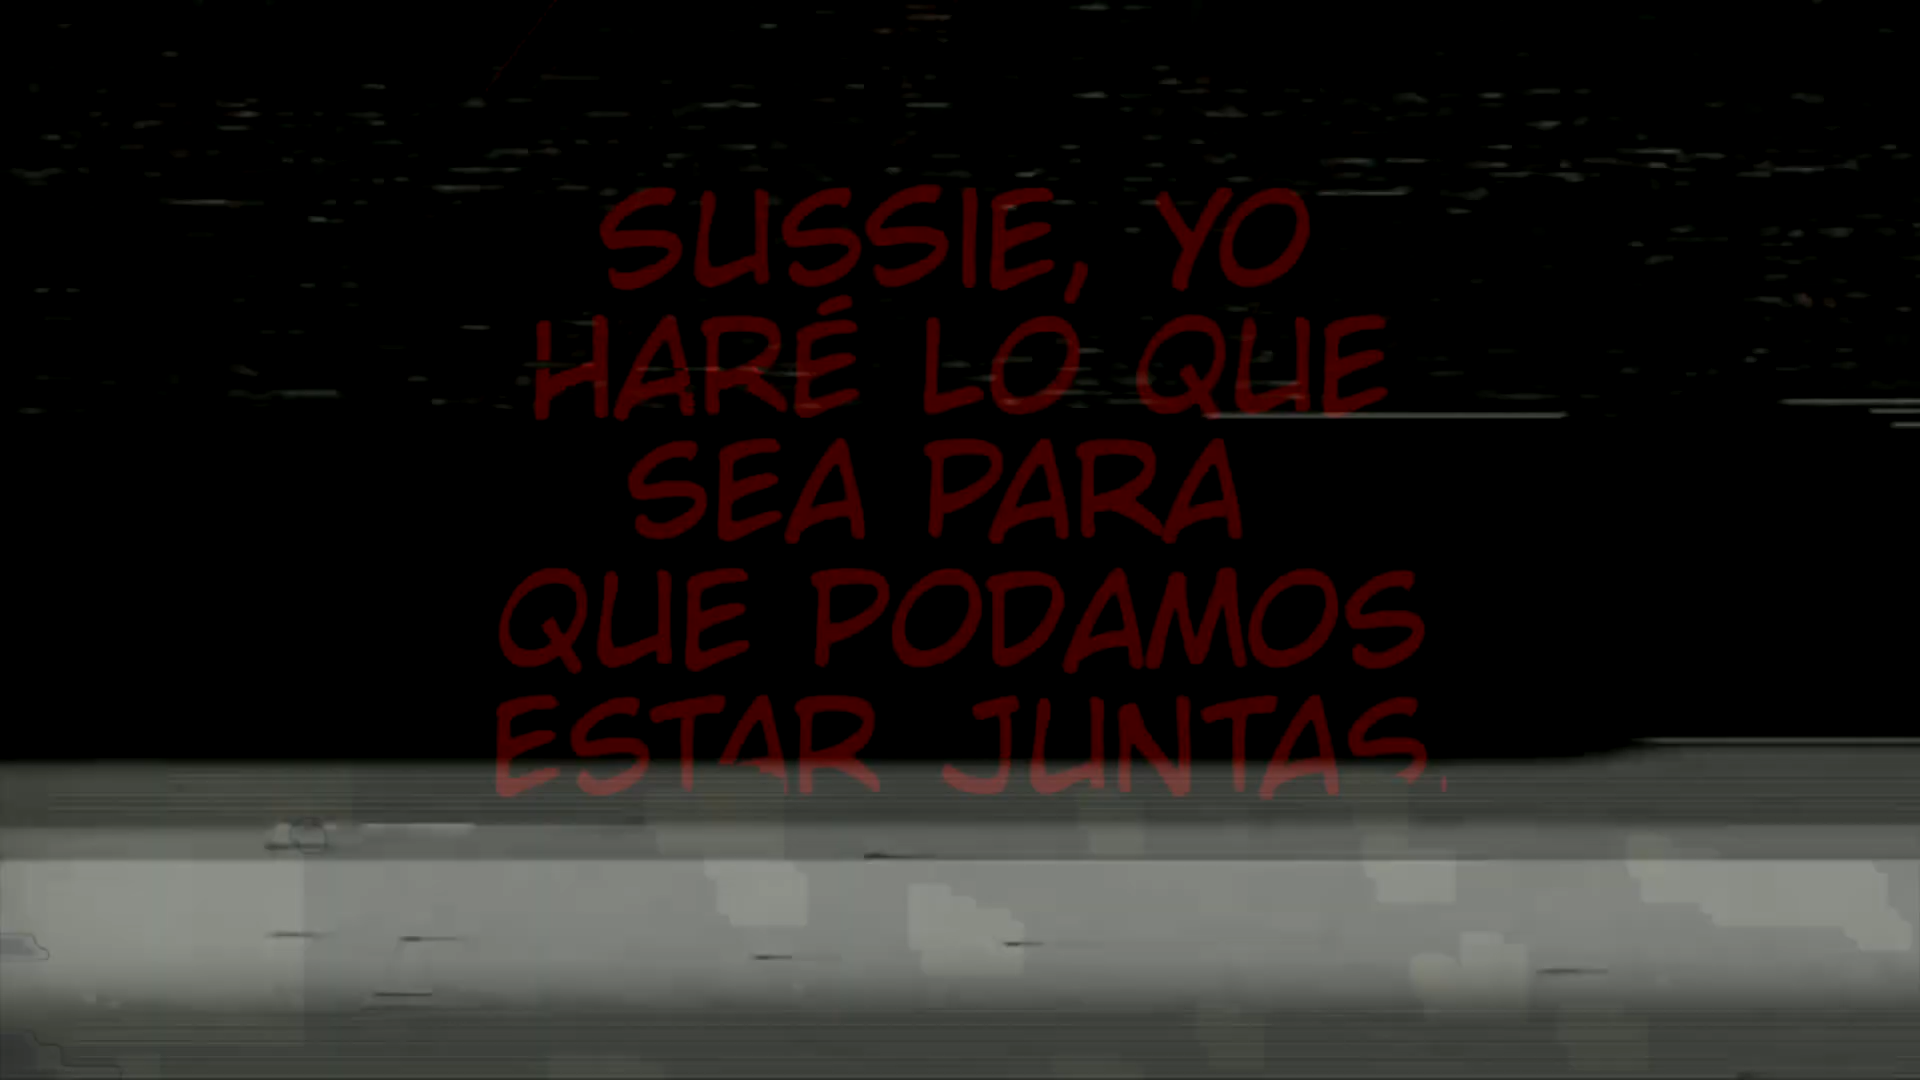 SUSSIE, YO
HARÉ LO QUE
SEA PARA
QUE PODAMOS
ESTAR JUNTAS.